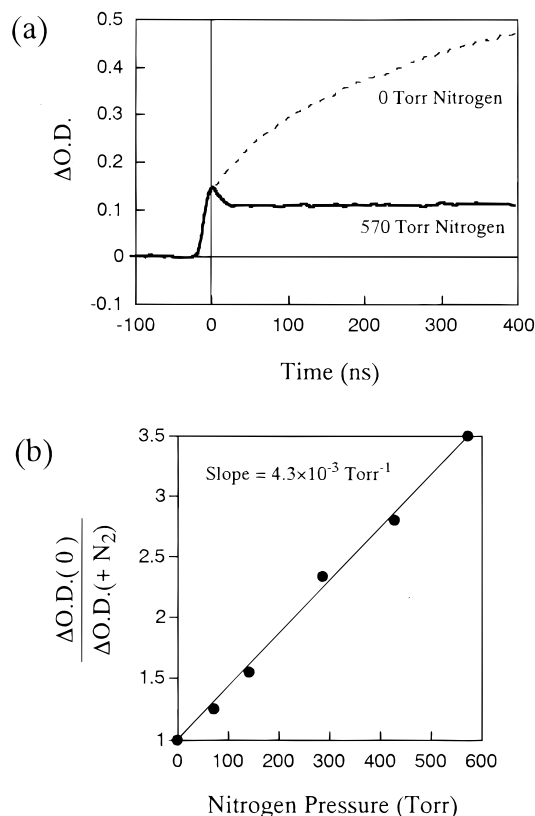 (a)
0.5
0.4
0.3
0.2
0.1
0
-0.1
ΔO.D.
0 Torr Nitrogen
570 Torr Nitrogen
-100 0 100 200 300 400
Time (ns)
(b)
3.5
3
2.5
2
1.5
1
ΔO.D.( 0 )
ΔO.D.(+ N₂)
Slope = 4.3×10⁻³ Torr⁻¹
0 100 200 300 400 500 600
Nitrogen Pressure (Torr)